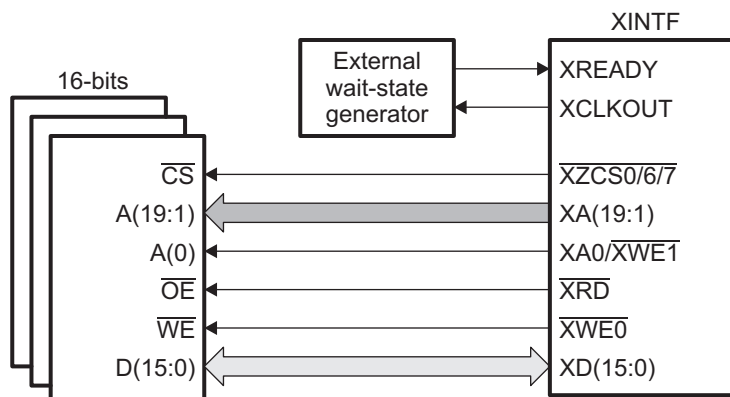 XINTF
External
wait-state
generator
XREADY
XCLKOUT
16-bits
CS
XZCS0/6/7
A(19:1)
XA(19:1)
A(0)
XA0/XWE1
OE
XRD
WE
XWE0
D(15:0)
XD(15:0)